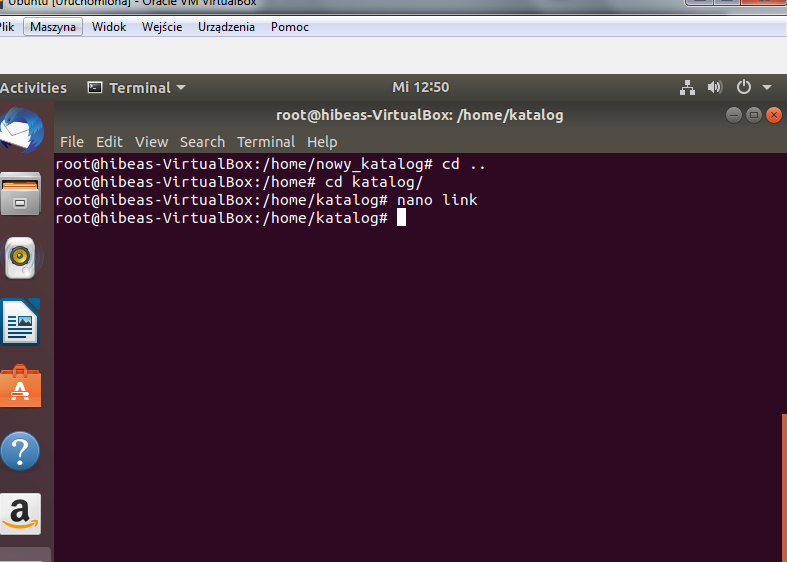 Ubuntu [Uruchomiona] - Oracle VM VirtualBox
Plik Maszyna Widok Wejście Urządzenia Pomoc
Activities Terminal Mi 12:50
root@hibeas-VirtualBox: /home/katalog
File Edit View Search Terminal Help
root@hibeas-VirtualBox:/home/nowy_katalog# cd ..
root@hibeas-VirtualBox:/home# cd katalog/
root@hibeas-VirtualBox:/home/katalog# nano link
root@hibeas-VirtualBox:/home/katalog#
?
a